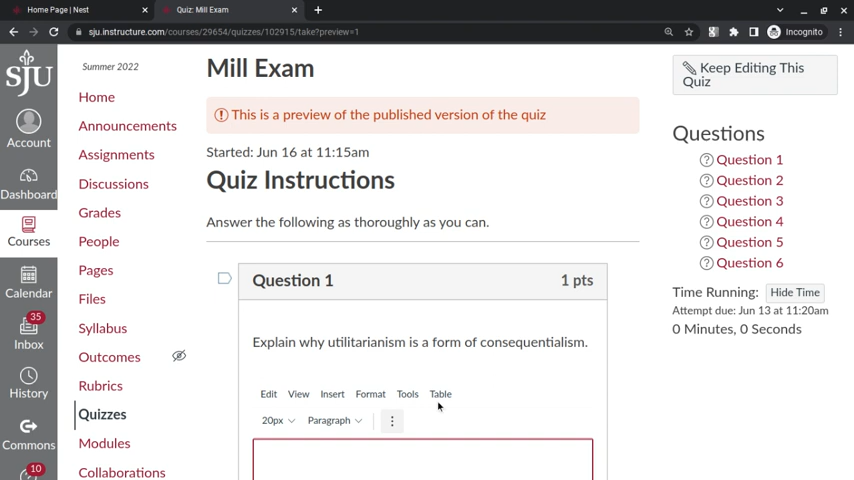 Home Page | Nest
Quiz: Mill Exam
sju.instructure.com/courses/29654/quizzes/102915/take?preview=1
Incognito
SJU
Account
Dashboard
Courses
Calendar
35
Inbox
History
Commons
10
Summer 2022
Home
Announcements
Assignments
Discussions
Grades
People
Pages
Files
Syllabus
Outcomes
Rubrics
Quizzes
Modules
Collaborations
Mill Exam
This is a preview of the published version of the quiz
Started: Jun 16 at 11:15am
Quiz Instructions
Answer the following as thoroughly as you can.
Question 1 1 pts
Explain why utilitarianism is a form of consequentialism.
Edit View Insert Format Tools Table
20px Paragraph
Keep Editing This
Quiz
Questions
Question 1
Question 2
Question 3
Question 4
Question 5
Question 6
Time Running: Hide Time
Attempt due: Jun 13 at 11:20am
0 Minutes, 0 Seconds